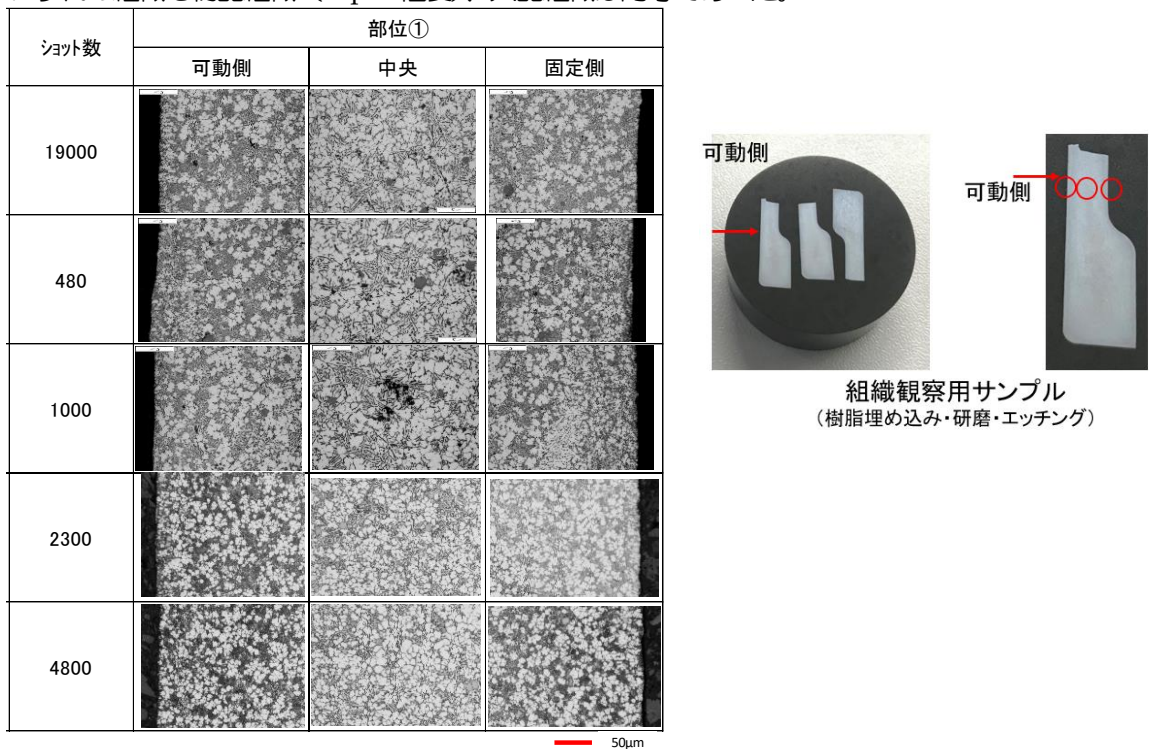 ショット数
部位①
可動側
中央
固定側
19000
480
1000
2300
4800
50μm
可動側
可動側
組織観察用サンプル
（樹脂埋め込み・研磨・エッチング）